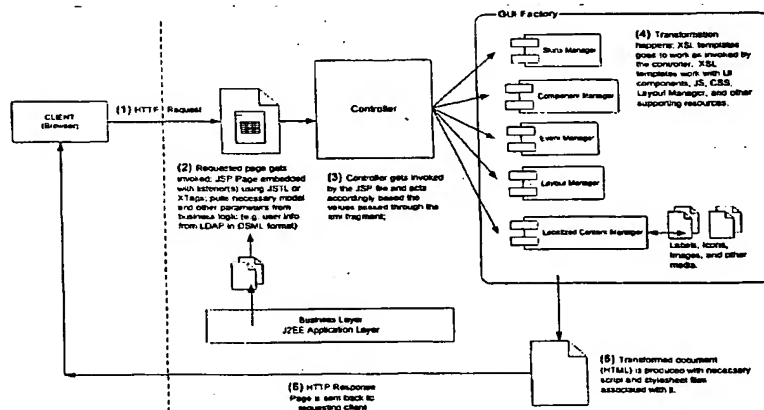 GUI Factory
Skins Manager
(4) Transformation
happens; XSL templates
goes to work as invoked by
the controller. XSL
templates work with UI
components, JS, CSS,
Layout Manager, and other
supporting resources.
Component Manager
Event Manager
Layout Manager
Localized Content Manager
Labels, Icons,
Images, and other
media.
Controller
(1) HTTP Request
CLIENT
(Browser)
(2) Requested page gets
invoked; JSP Page embedded
with listener(s) using JSTL or
XTags; pulls necessary model
and other parameters from
business logic (e.g. user info
from LDAP in DSML format)
(3) Controller gets invoked
by the JSP file and acts
accordingly based the
values passed through the
xml fragment;
Business Layer
J2EE Application Layer
(5) Transformed document
(HTML) is produced with necessary
script and stylesheet files
associated with it.
(6) HTTP Response
Page is sent back to
requesting client